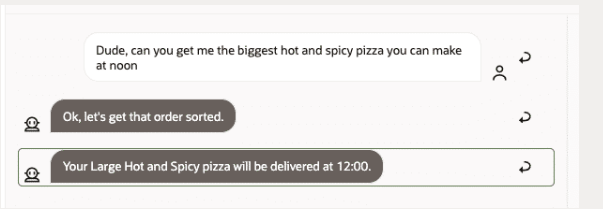 Dude, can you get me the biggest hot and spicy pizza you can make
at noon
Ok, let's get that order sorted.
Your Large Hot and Spicy pizza will be delivered at 12:00.